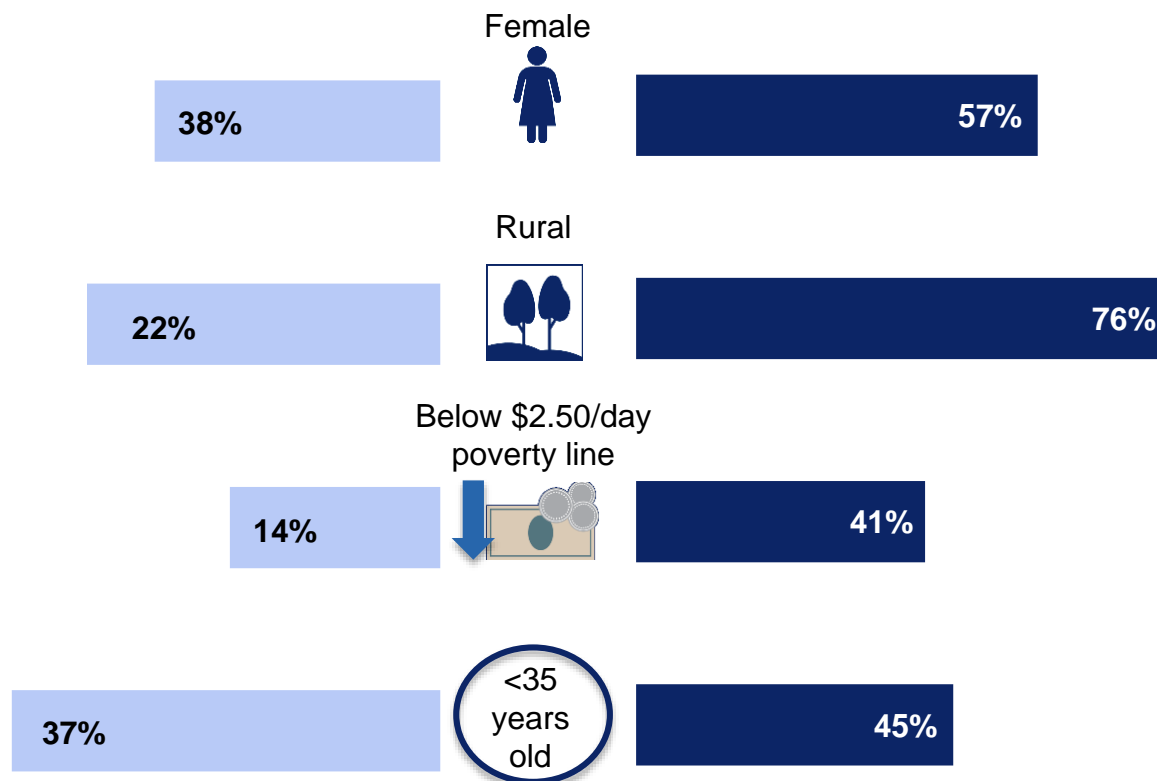 Female
38%
57%
Rural
22%
76%
Below $2.50/day
poverty line
14%
41%
<35
years
old
37%
45%